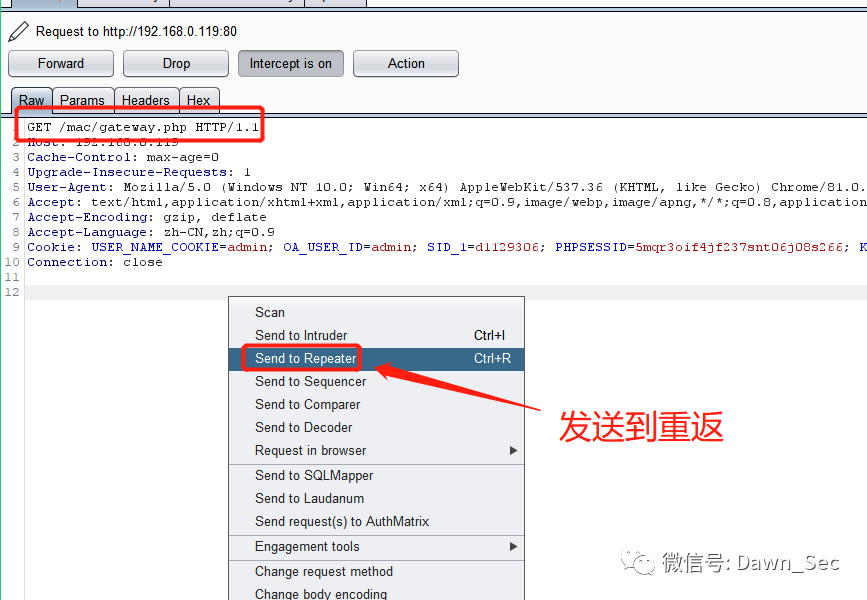 Request to http://192.168.0.119:80
Forward
Drop
Intercept is on
Action
Raw
Params
Headers
Hex
GET /mac/gateway.php HTTP/1.1
2 Host: 192.168.0.119
3 Cache-Control: max-age=0
4 Upgrade-Insecure-Requests: 1
5 User-Agent: Mozilla/5.0 (Windows NT 10.0; Win64; x64) AppleWebKit/537.36 (KHTML, like Gecko) Chrome/81.0.
6 Accept: text/html,application/xhtml+xml,application/xml;q=0.9,image/webp,image/apng,*/*;q=0.8,application
7 Accept-Encoding: gzip, deflate
8 Accept-Language: zh-CN,zh;q=0.9
9 Cookie: USER_NAME_COOKIE=admin; OA_USER_ID=admin; SID_1=d1129306; PHPSESSID=5mqr3oif4jf237snt06j08s266; K
10 Connection: close
11
12
Scan
Send to Intruder Ctrl+I
Send to Repeater Ctrl+R
Send to Sequencer
Send to Comparer
Send to Decoder
Request in browser
Send to SQLMapper
Send to Laudanum
Send request(s) to AuthMatrix
Engagement tools
Change request method
Change body encoding
发送到重返
微信号: Dawn_Sec